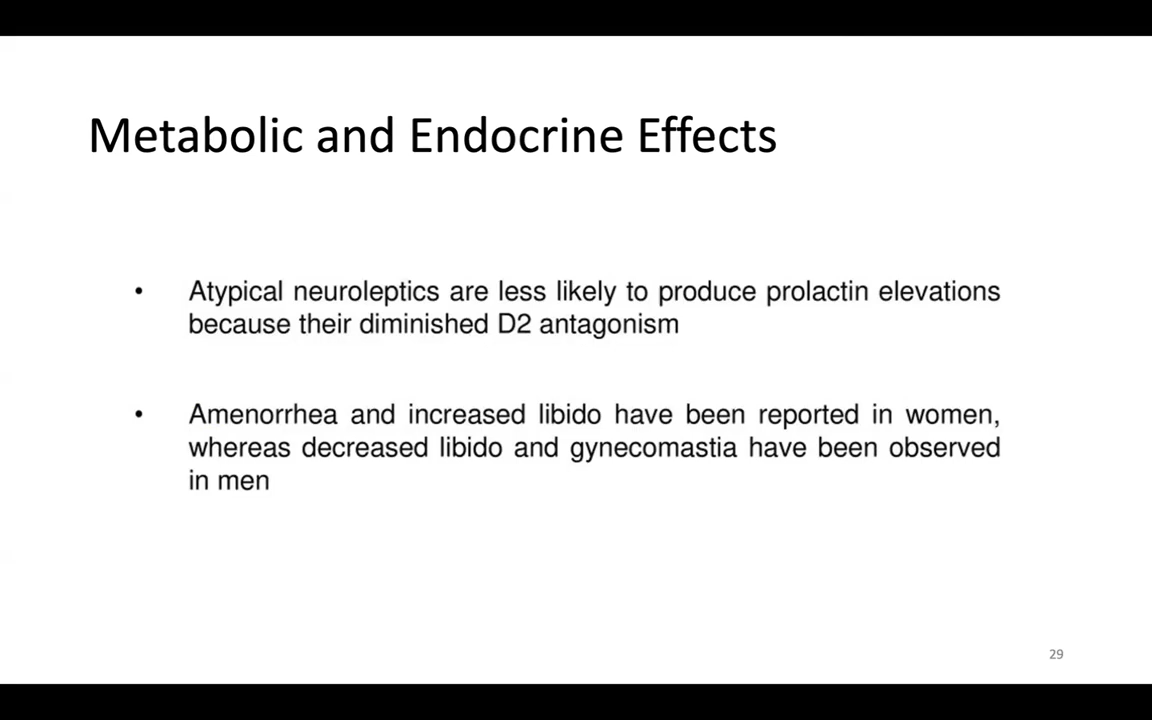 Metabolic and Endocrine Effects
• Atypical neuroleptics are less likely to produce prolactin elevations
because their diminished D2 antagonism
• Amenorrhea and increased libido have been reported in women,
whereas decreased libido and gynecomastia have been observed
in men
29